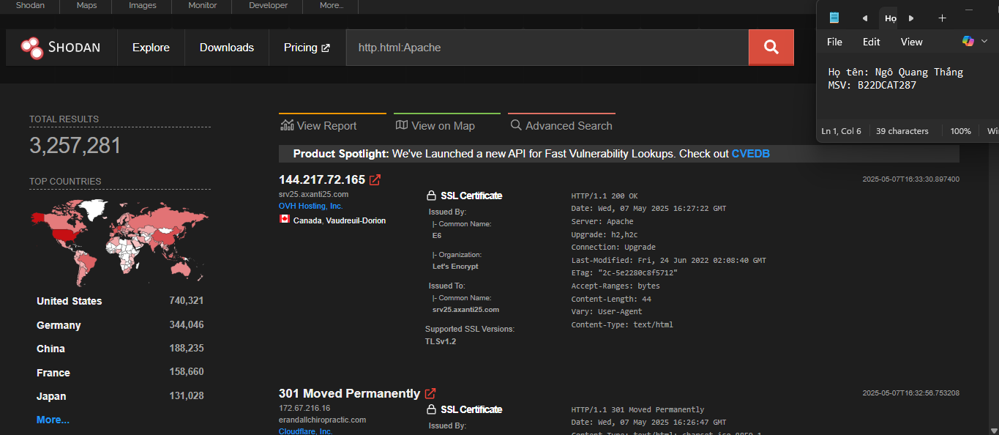 Shodan
Maps
Images
Monitor
Developer
More...
SHODAN
Explore
Downloads
Pricing
http.html:Apache
Họ
File
Edit
View
Họ tên: Ngô Quang Thắng
MSV: B22DCAT287
Ln 1, Col 6
39 characters
100%
TOTAL RESULTS
3,257,281
TOP COUNTRIES
United States 740,321
Germany 344,046
China 188,235
France 158,660
Japan 131,028
More...
View Report
View on Map
Advanced Search
Product Spotlight: We've Launched a new API for Fast Vulnerability Lookups. Check out CVEDB
144.217.72.165
2025-05-07T16:33:30.897400
srv25.axanti25.com
OVH Hosting, Inc.
Canada, Vaudreuil-Dorion
SSL Certificate
Issued By:
|- Common Name:
E6
|- Organization:
Let's Encrypt
Issued To:
|- Common Name:
srv25.axanti25.com
Supported SSL Versions:
TLSv1.2
HTTP/1.1 200 OK
Date: Wed, 07 May 2025 16:27:22 GMT
Server: Apache
Upgrade: h2,h2c
Connection: Upgrade
Last-Modified: Fri, 24 Jun 2022 02:08:40 GMT
ETag: "2c-5e2280c8f5712"
Accept-Ranges: bytes
Content-Length: 44
Vary: User-Agent
Content-Type: text/html
301 Moved Permanently
2025-05-07T16:32:56.753208
172.67.216.16
erandallchiropractic.com
Cloudflare, Inc.
SSL Certificate
Issued By:
HTTP/1.1 301 Moved Permanently
Date: Wed, 07 May 2025 16:26:47 GMT
Content-Type: text/html; charset=iso-8859-1